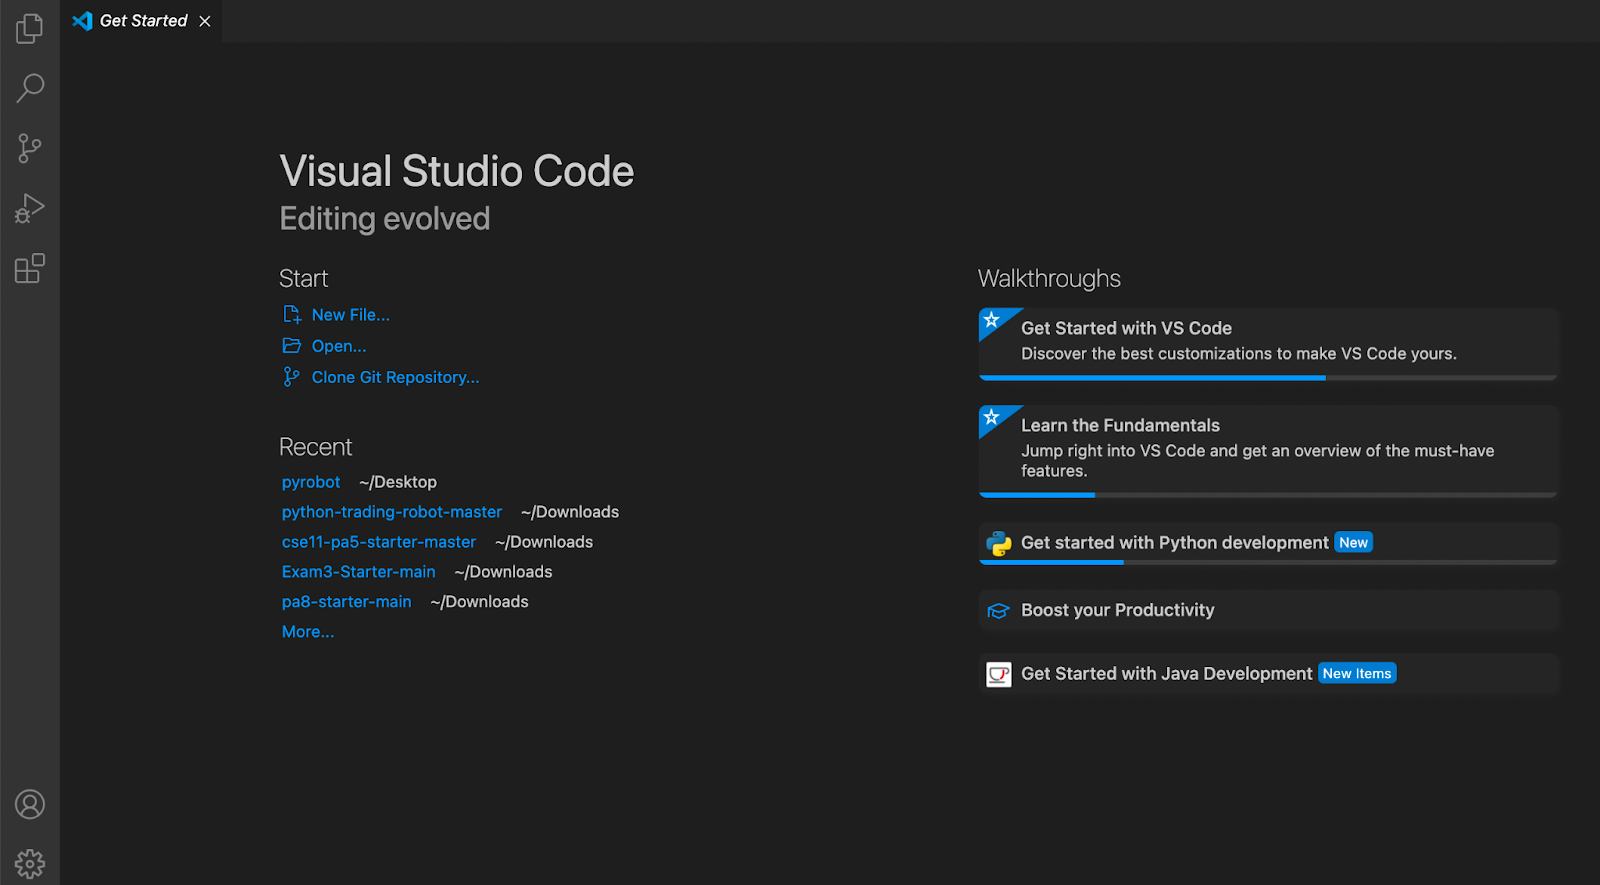 Get Started
Visual Studio Code
Editing evolved
Start
New File...
Open...
Clone Git Repository...
Recent
pyrobot ~/Desktop
python-trading-robot-master ~/Downloads
cse11-pa5-starter-master ~/Downloads
Exam3-Starter-main ~/Downloads
pa8-starter-main ~/Downloads
More...
Walkthroughs
Get Started with VS Code
Discover the best customizations to make VS Code yours.
Learn the Fundamentals
Jump right into VS Code and get an overview of the must-have
features.
Get started with Python development New
Boost your Productivity
Get Started with Java Development New Items